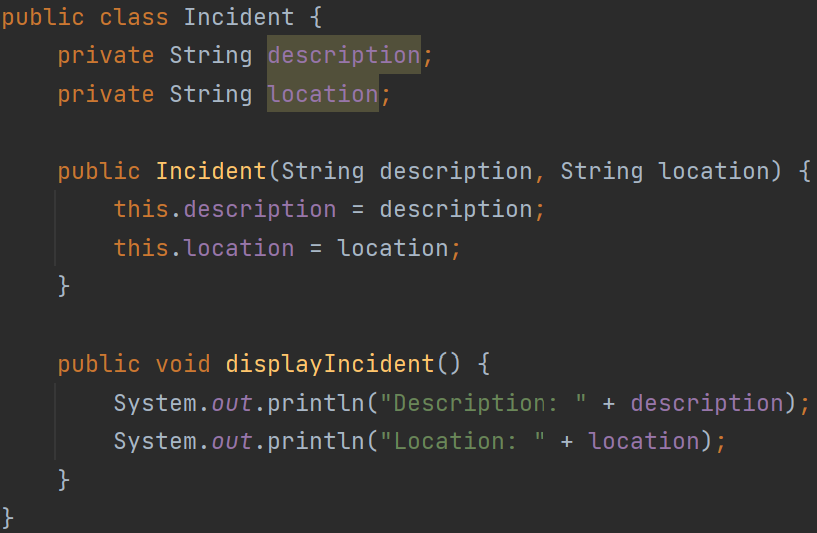 public class Incident {
    private String description;
    private String location;

    public Incident(String description, String location) {
        this.description = description;
        this.location = location;
    }

    public void displayIncident() {
        System.out.println("Description: " + description);
        System.out.println("Location: " + location);
    }
}